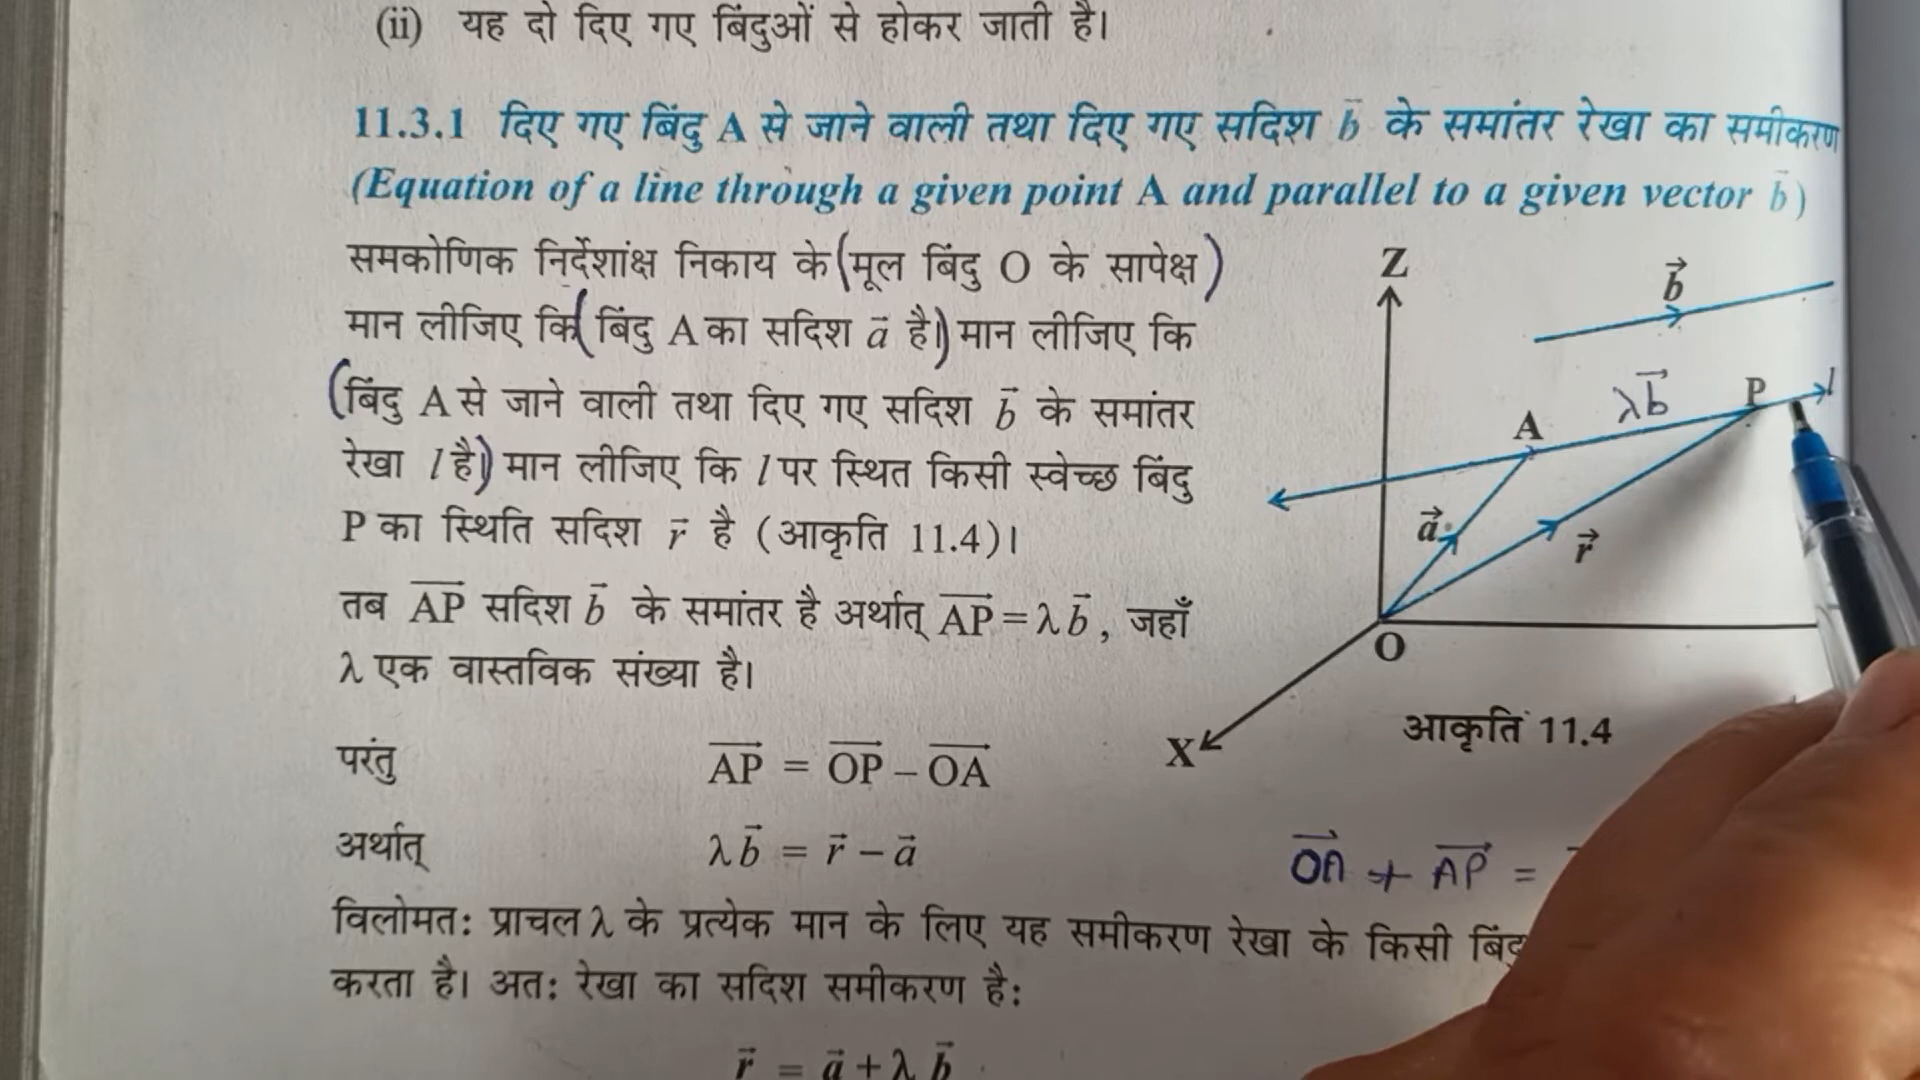 (ii) यह दो दिए गए बिंदुओं से होकर जाती है।
11.3.1 दिए गए बिंदु A से जाने वाली तथा दिए गए सदिश b⃗ के समांतर रेखा का समीकरण
(Equation of a line through a given point A and parallel to a given vector b⃗)
समकोणिक निर्देशांक्ष निकाय के (मूल बिंदु O के सापेक्ष)
मान लीजिए कि (बिंदु A का सदिश a⃗ है।) मान लीजिए कि
(बिंदु A से जाने वाली तथा दिए गए सदिश b⃗ के समांतर
रेखा l है।) मान लीजिए कि l पर स्थित किसी स्वेच्छ बिंदु
P का स्थिति सदिश r⃗ है (आकृति 11.4)।
तब AP⃗ सदिश b⃗ के समांतर है अर्थात् AP⃗ = λb⃗, जहाँ
λ एक वास्तविक संख्या है।
Z
b⃗
λb⃗
P
l
A
a⃗
r⃗
O
X
आकृति 11.4
परंतु AP⃗ = OP⃗ – OA⃗
अर्थात् λb⃗ = r⃗ – a⃗
OA⃗ + AP⃗ =
विलोमतः प्राचल λ के प्रत्येक मान के लिए यह समीकरण रेखा के किसी
करता है। अतः रेखा का सदिश समीकरण है:
r⃗ = a⃗ + λb⃗